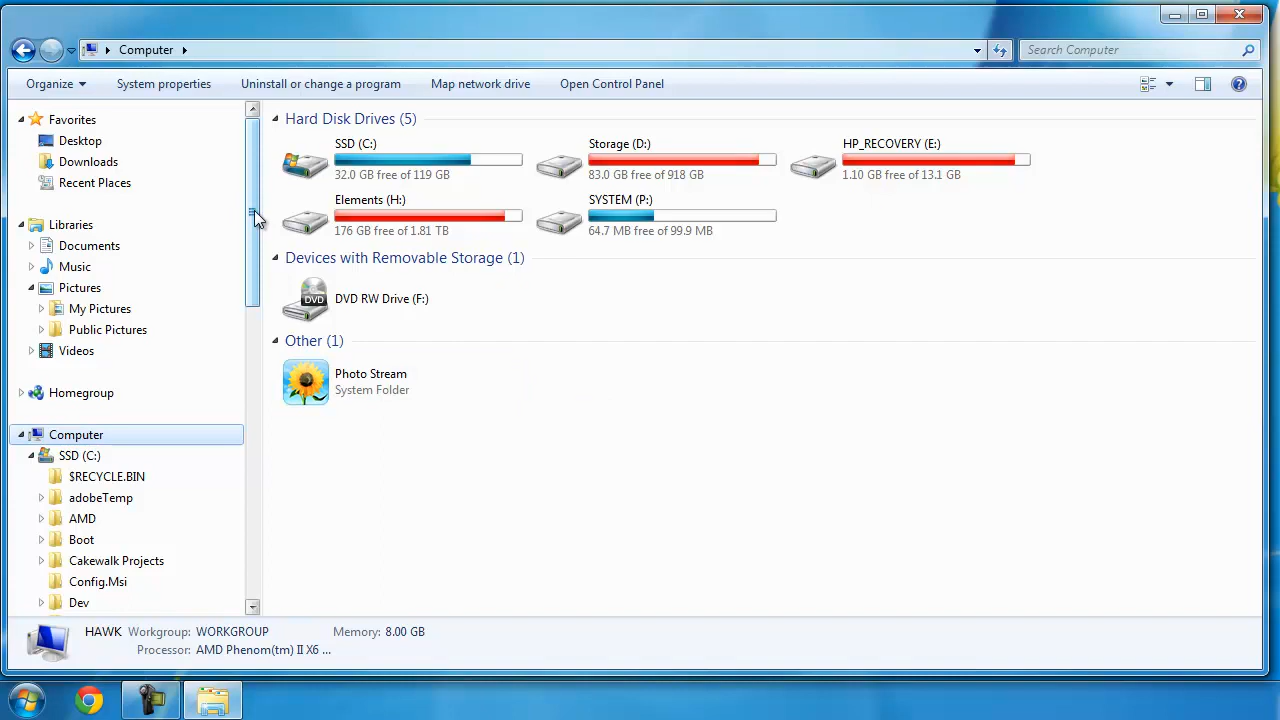 Computer
Search Computer
Organize
System properties
Uninstall or change a program
Map network drive
Open Control Panel
Favorites
Desktop
Downloads
Recent Places
Libraries
Documents
Music
Pictures
My Pictures
Public Pictures
Videos
Homegroup
Computer
SSD (C:)
$RECYCLE.BIN
adobeTemp
AMD
Boot
Cakewalk Projects
Config.Msi
Dev
Hard Disk Drives (5)
SSD (C:)
32.0 GB free of 119 GB
Storage (D:)
83.0 GB free of 918 GB
HP_RECOVERY (E:)
1.10 GB free of 13.1 GB
Elements (H:)
176 GB free of 1.81 TB
SYSTEM (P:)
64.7 MB free of 99.9 MB
Devices with Removable Storage (1)
DVD
DVD RW Drive (F:)
Other (1)
Photo Stream
System Folder
HAWK Workgroup: WORKGROUP Memory: 8.00 GB
Processor: AMD Phenom(tm) II X6 ...